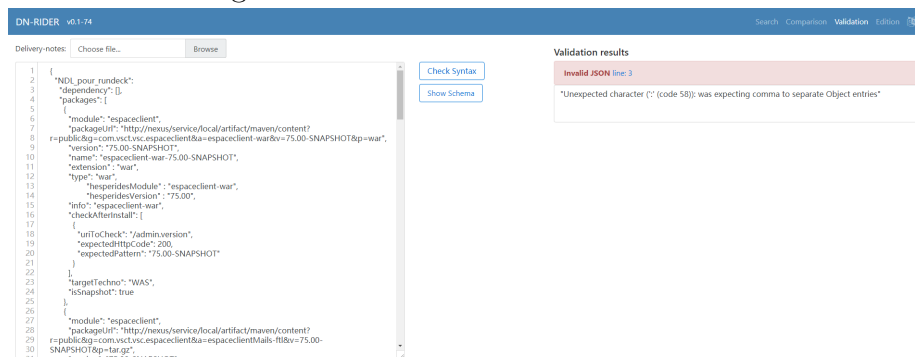 DN-RIDER v0.1-74
Search Comparison Validation Edition
Delivery-notes: Choose file... Browse
Check Syntax
Show Schema
Validation results
Invalid JSON line: 3
"Unexpected character (':' (code 58)): was expecting comma to separate Object entries"
1 {
2 "NDL_pour_rundeck":
3 "dependency": [],
4 "packages": [
5 {
6 "module": "espaceclient",
7 "packageUrl": "http://nexus/service/local/artifact/maven/content?
8 r=public&g=com.vsct.vsc.espaceclient&a=espaceclient-war&v=75.00-SNAPSHOT&p=war",
9 "version": "75.00-SNAPSHOT",
10 "name": "espaceclient-war-75.00-SNAPSHOT",
11 "extension" : "war",
12 "type": "war",
13 "hesperidesModule" : "espaceclient-war",
14 "hesperidesVersion" : "75.00",
15 "info": "espaceclient-war",
16 "checkAfterInstall": [
17 {
18 "uriToCheck": "/admin.version",
19 "expectedHttpCode": 200,
20 "expectedPattern": "75.00-SNAPSHOT"
21 }
22 ],
23 "targetTechno": "WAS",
24 "isSnapshot": true
25 },
26 {
27 "module": "espaceclient",
28 "packageUrl": "http://nexus/service/local/artifact/maven/content?
29 r=public&g=com.vsct.vsc.espaceclient&a=espaceclientMails-ftl&v=75.00-
30 SNAPSHOT&p=tar.gz",